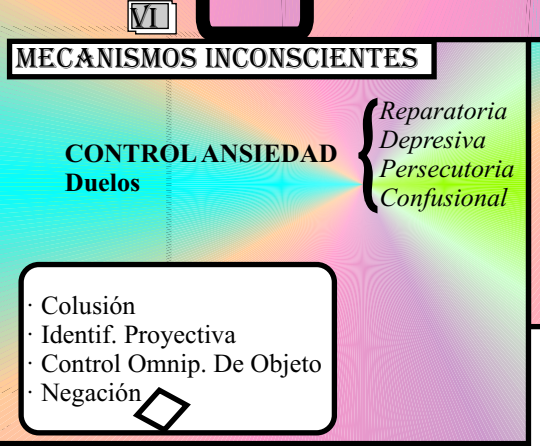 VI
MECANISMOS INCONSCIENTES
Reparatoria
Depresiva
CONTROL ANSIEDAD
Persecutoria
Duelos
Confusional
· Colusión
· Identif. Proyectiva
· Control Omnip. De Objeto
· Negación